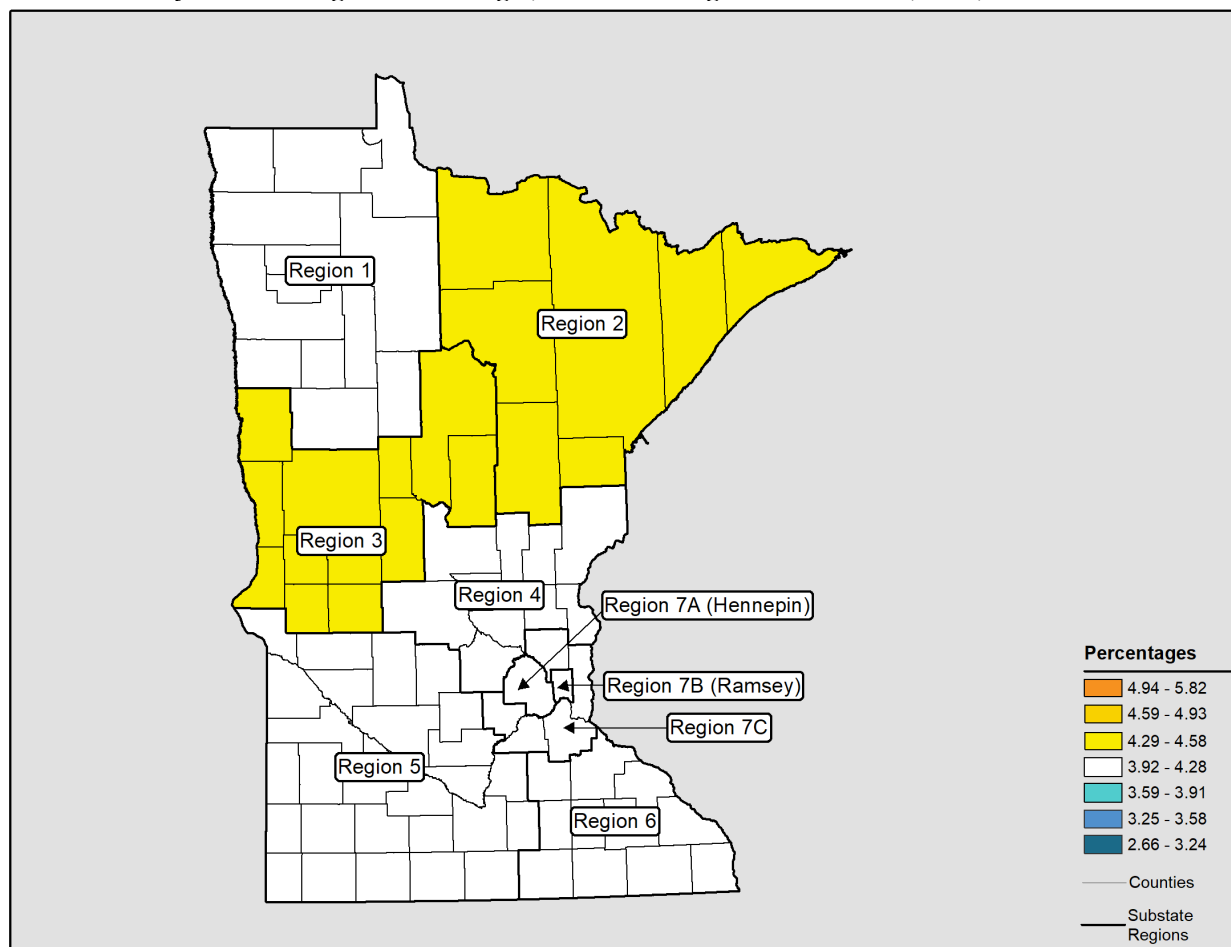 Region 1
Region 2
Region 3
Region 4
Region 7A (Hennepin)
Region 7B (Ramsey)
Region 7C
Region 5
Region 6
Percentages
4.94 - 5.82
4.59 - 4.93
4.29 - 4.58
3.92 - 4.28
3.59 - 3.91
3.25 - 3.58
2.66 - 3.24
Counties
Substate
Regions